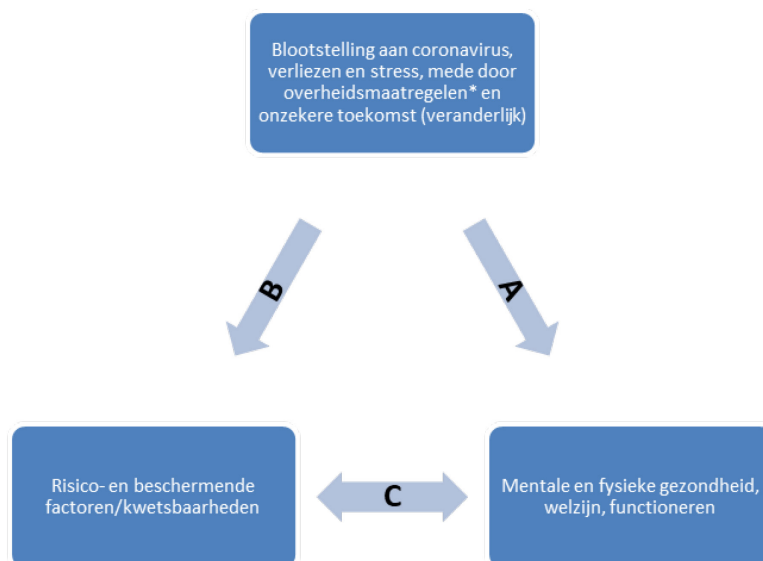 Blootstelling aan coronavirus,
verliezen en stress, mede door
overheidsmaatregelen* en
onzekere toekomst (veranderlijk)
B
A
Risico- en beschermende
factoren/kwetsbaarheden
C
Mentale en fysieke gezondheid,
welzijn, functioneren